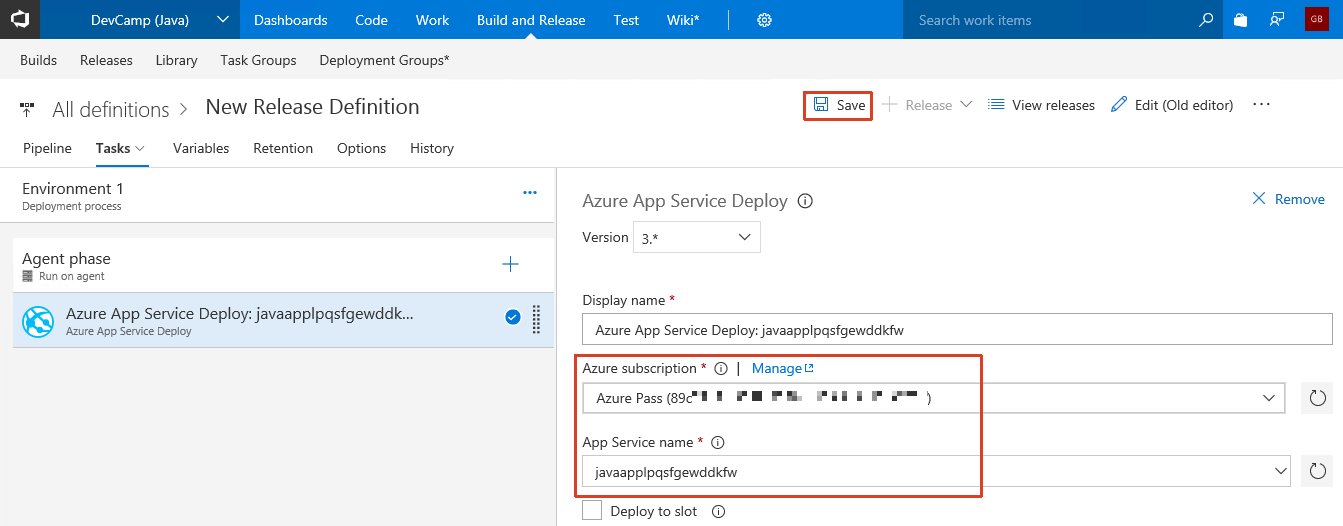 DevCamp (Java) Dashboards Code Work Build and Release Test Wiki* Search work items GB
Builds Releases Library Task Groups Deployment Groups*
All definitions > New Release Definition Save Release View releases Edit (Old editor) ...
Pipeline Tasks Variables Retention Options History
Environment 1 ...
Deployment process
Agent phase
Run on agent
Azure App Service Deploy: javaapplpqsfgewddk...
Azure App Service Deploy
Azure App Service Deploy Remove
Version 3.*
Display name *
Azure App Service Deploy: javaapplpqsfgewddkfw
Azure subscription * | Manage
Azure Pass (89c )
App Service name *
javaapplpqsfgewddkfw
Deploy to slot